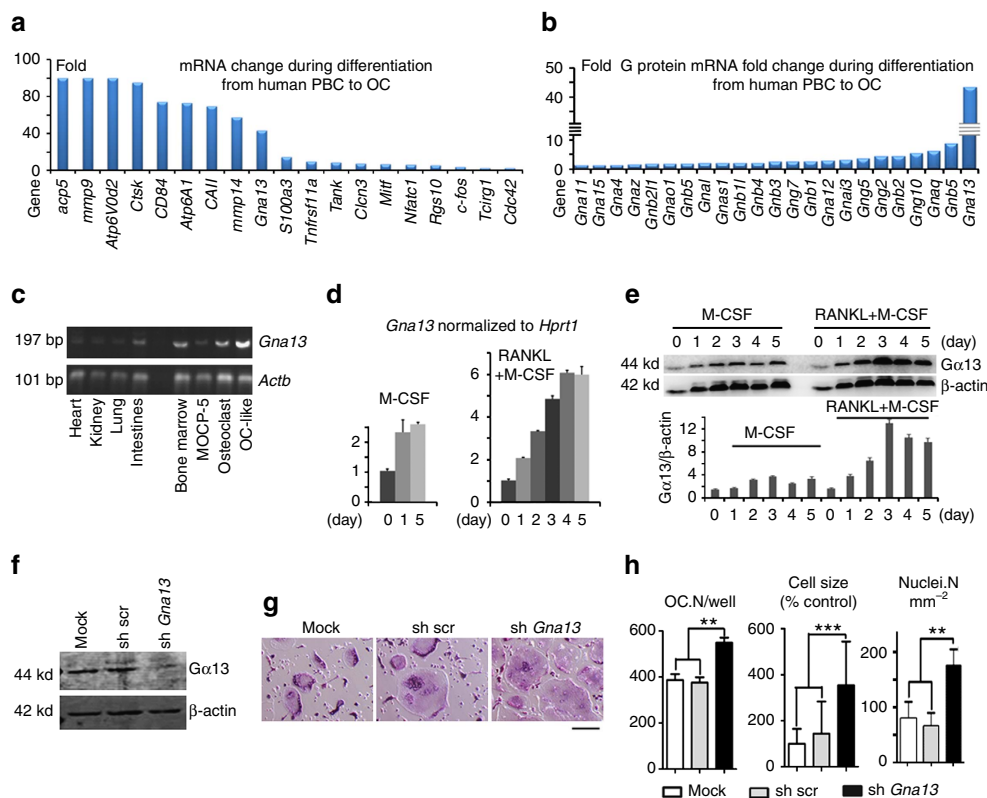 a
100
80
40
0
Fold
mRNA change during differentiation
from human PBC to OC
Gene
acp5
mmp9
Atp6V0d2
Ctsk
CD84
Atp6A1
CAII
mmp14
Gna13
S100a3
Tnfrsf11a
Tank
Clcn3
Mitf
Nfatc1
Rgs10
c-fos
Tcirg1
Cdc42
b
50
40
10
0
Fold G protein mRNA fold change during differentiation
from human PBC to OC
Gene
Gna11
Gna15
Gna4
Gnaz
Gnb2l1
Gnao1
Gnb5
Gnal
Gnas1
Gnb1l
Gnb4
Gnb3
Gng7
Gnb1
Gna12
Gnai3
Gng5
Gng2
Gnb2
Gng10
Gnaq
Gnb5
Gna13
c
197 bp
Gna13
101 bp
Actb
Heart
Kidney
Lung
Intestines
Bone marrow
MOCP-5
Osteoclast
OC-like
d
Gna13 normalized to Hprt1
M-CSF
2
1
0
(day) 0 1 5
RANKL
+M-CSF
6
4
2
0
(day) 0 1 2 3 4 5
e
M-CSF
RANKL+M-CSF
0 1 2 3 4 5 0 1 2 3 4 5 (day)
44 kd
Gα13
42 kd
β-actin
RANKL+M-CSF
M-CSF
Gα13/β-actin
12
8
4
0
0 1 2 3 4 5 0 1 2 3 4 5 (day)
f
Mock
sh scr
sh Gna13
44 kd
Gα13
42 kd
β-actin
g
Mock
sh scr
sh Gna13
h
OC.N/well
**
600
400
200
0
Cell size
(% control)
***
600
400
200
0
Nuclei.N
mm−2
**
200
100
0
Mock
sh scr
sh Gna13